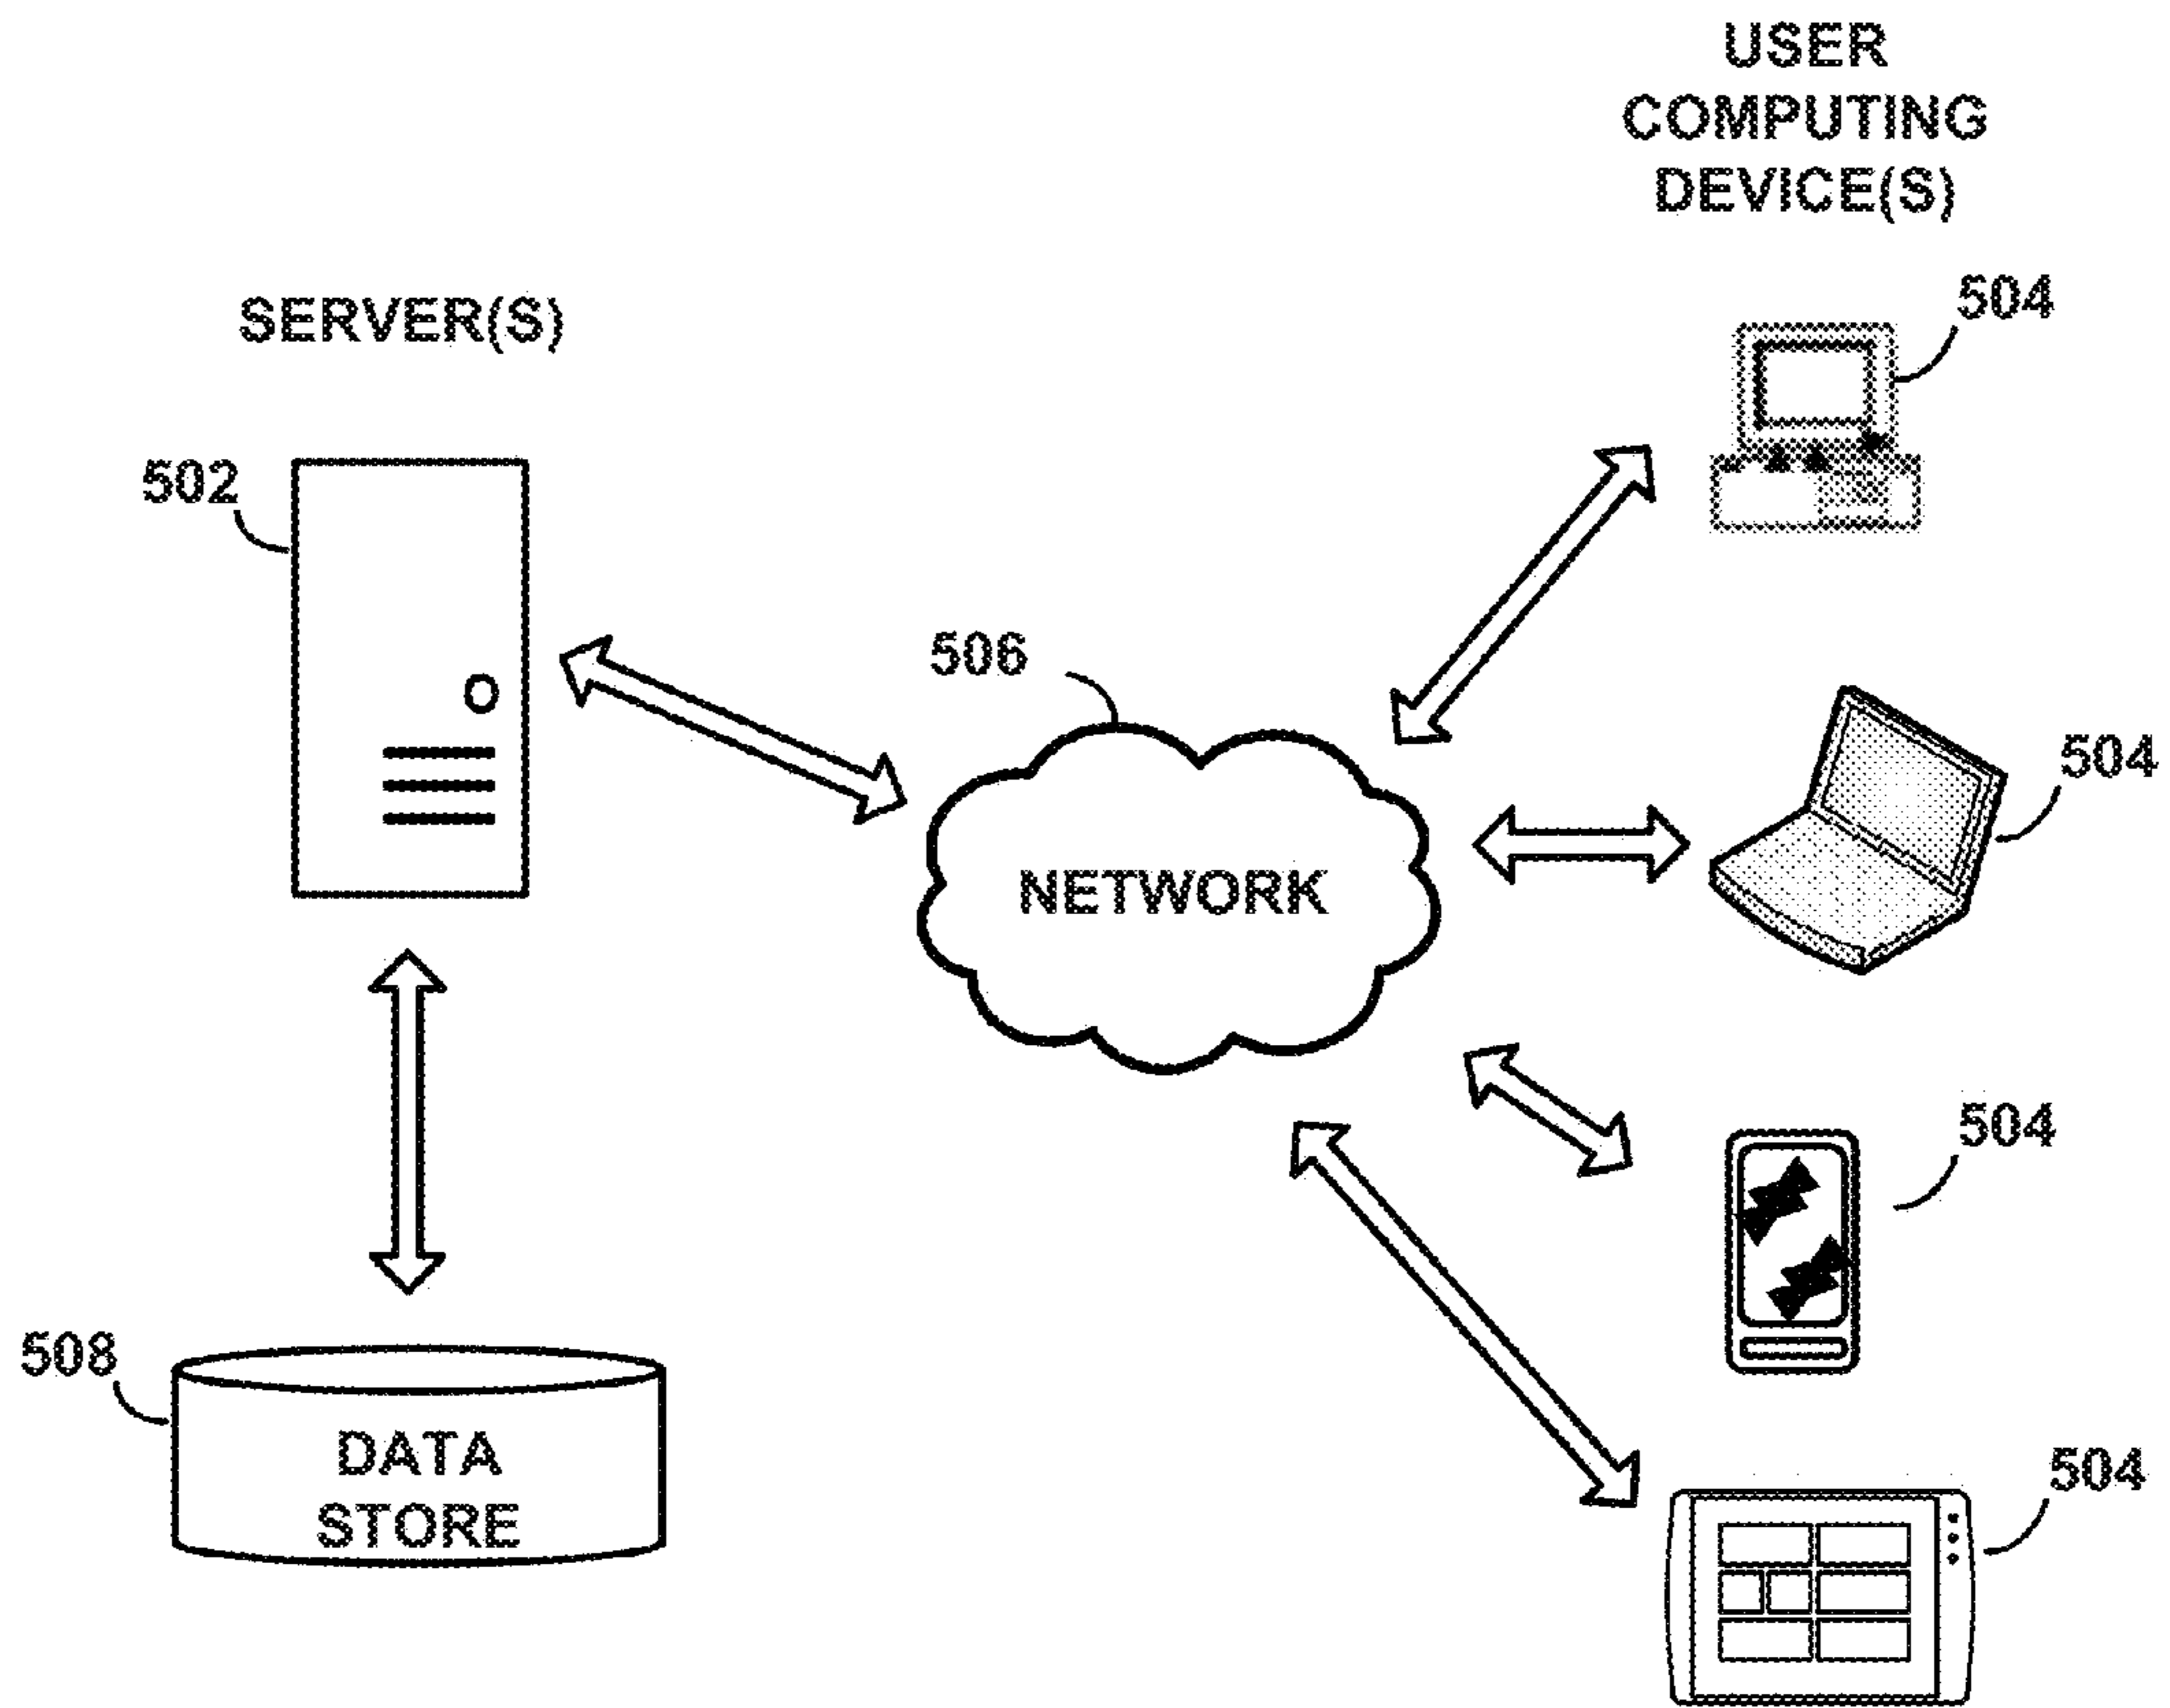 USER
COMPUTING
DEVICE(S)
504
SERVER(S)
502
506
504
NETWORK
504
508
DATA
STORE
504